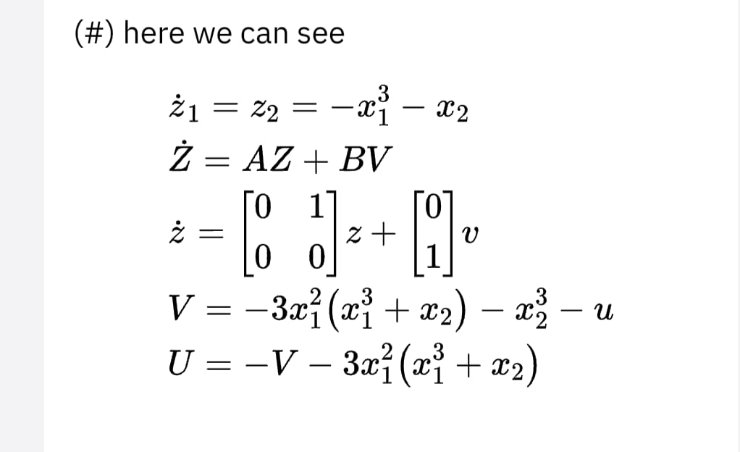 (#) here we can see
ż₁ = z₂ = −x₁³ − x₂
Ż = AZ + BV
ż = [0 1; 0 0] z + [0; 1] v
V = −3x₁²(x₁³ + x₂) − x₂³ − u
U = −V − 3x₁²(x₁³ + x₂)